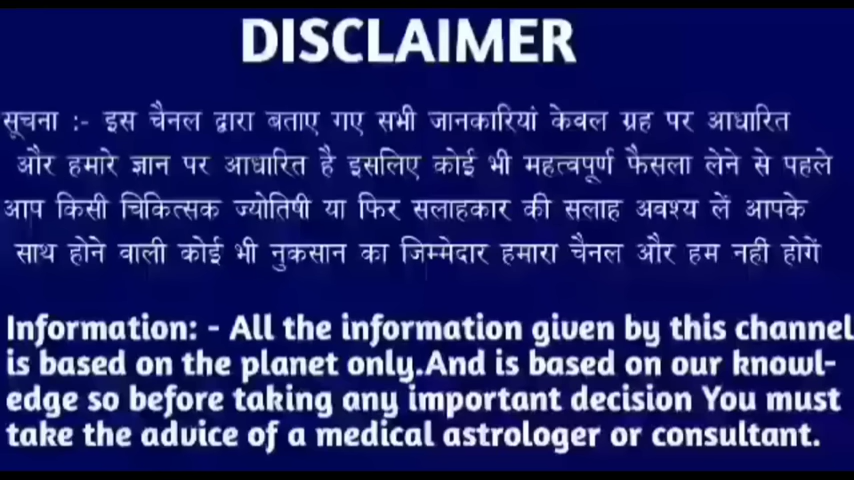 DISCLAIMER
सूचना :- इस चैनल द्वारा बताए गए सभी जानकारियां केवल ग्रह पर आधारित
और हमारे ज्ञान पर आधारित है इसलिए कोई भी महत्वपूर्ण फैसला लेने से पहले
आप किसी चिकित्सक ज्योतिषी या फिर सलाहकार की सलाह अवश्य लें आपके
साथ होने वाली कोई भी नुकसान का जिम्मेदार हमारा चैनल और हम नहीं होगें
Information: - All the information given by this channel
is based on the planet only.And is based on our knowl-
edge so before taking any important decision You must
take the advice of a medical astrologer or consultant.